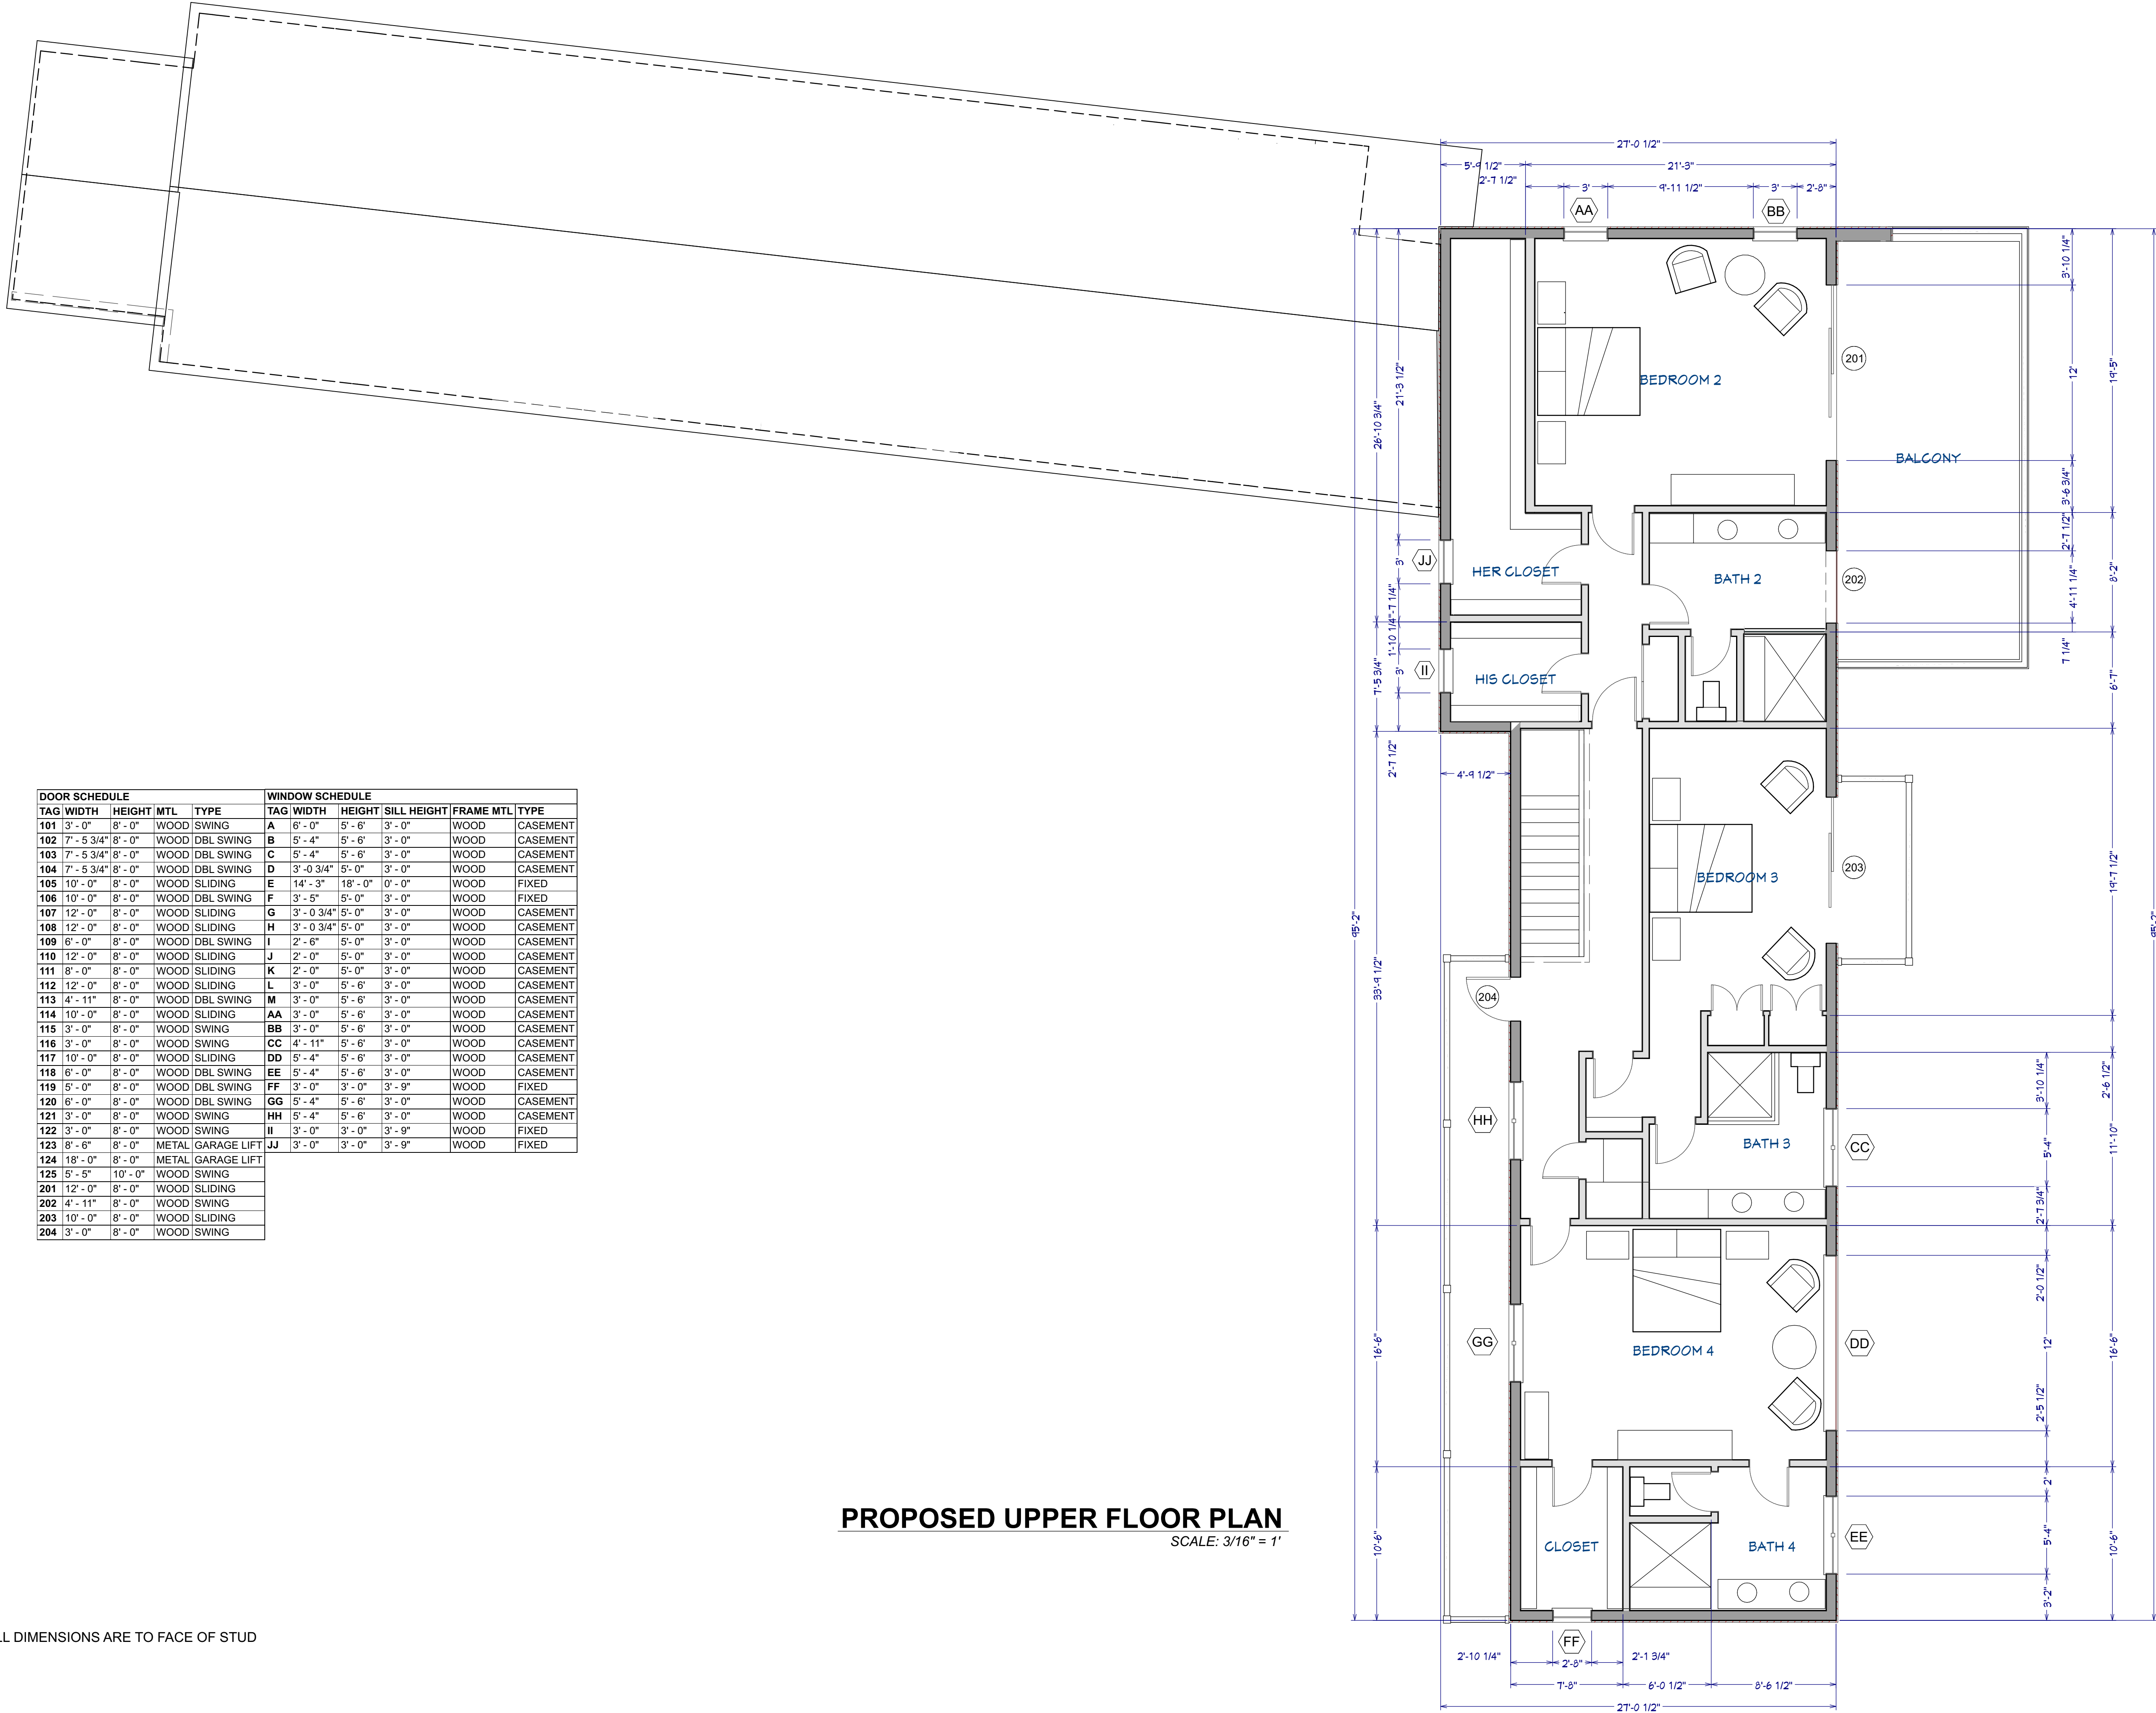 27'-0 1/2"
5'-9 1/2"
21'-3"
2'-7 1/2"
3'
9'-11 1/2"
3'
2'-8"
AA
BB
3'-10 1/4"
12'
3'-6 3/4"
2'-7 1/2"
4'-11 1/4"
7 1/4"
19'-5"
8'-2"
6'-7"
19'-7 1/2"
2'-6 1/2"
11'-10"
16'-6"
10'-6"
95'-2"
3'-10 1/4"
5'-4"
2'-7 3/4"
2'-0 1/2"
12'
2'-5 1/2"
2'
5'-4"
3'-2"
95'-2"
26'-10 3/4"
7'-5 3/4"
33'-9 1/2"
16'-6"
10'-6"
21'-3 1/2"
3'
2'-7 1/2"
1'-10 1/4"
3'
4'-9 1/2"
BEDROOM 2
201
BALCONY
JJ
HER CLOSET
BATH 2
202
II
HIS CLOSET
BEDROOM 3
203
204
HH
BATH 3
CC
GG
BEDROOM 4
DD
CLOSET
BATH 4
EE
FF
2'-10 1/4"
2'-8"
2'-1 3/4"
7'-8"
6'-0 1/2"
8'-6 1/2"
27'-0 1/2"
DOOR SCHEDULE
TAG WIDTH HEIGHT MTL TYPE
101 3' - 0" 8' - 0" WOOD SWING
102 7' - 5 3/4" 8' - 0" WOOD DBL SWING
103 7' - 5 3/4" 8' - 0" WOOD DBL SWING
104 7' - 5 3/4" 8' - 0" WOOD DBL SWING
105 10' - 0" 8' - 0" WOOD SLIDING
106 10' - 0" 8' - 0" WOOD DBL SWING
107 12' - 0" 8' - 0" WOOD SLIDING
108 12' - 0" 8' - 0" WOOD SLIDING
109 6' - 0" 8' - 0" WOOD DBL SWING
110 12' - 0" 8' - 0" WOOD SLIDING
111 8' - 0" 8' - 0" WOOD SLIDING
112 12' - 0" 8' - 0" WOOD SLIDING
113 4' - 11" 8' - 0" WOOD DBL SWING
114 10' - 0" 8' - 0" WOOD SLIDING
115 3' - 0" 8' - 0" WOOD SWING
116 3' - 0" 8' - 0" WOOD SWING
117 10' - 0" 8' - 0" WOOD SLIDING
118 6' - 0" 8' - 0" WOOD DBL SWING
119 5' - 0" 8' - 0" WOOD DBL SWING
120 6' - 0" 8' - 0" WOOD DBL SWING
121 3' - 0" 8' - 0" WOOD SWING
122 3' - 0" 8' - 0" WOOD SWING
123 8' - 6" 8' - 0" METAL GARAGE LIFT
124 18' - 0" 8' - 0" METAL GARAGE LIFT
125 5' - 5" 10' - 0" WOOD SWING
201 12' - 0" 8' - 0" WOOD SLIDING
202 4' - 11" 8' - 0" WOOD SWING
203 10' - 0" 8' - 0" WOOD SLIDING
204 3' - 0" 8' - 0" WOOD SWING
WINDOW SCHEDULE
TAG WIDTH HEIGHT SILL HEIGHT FRAME MTL TYPE
A 6' - 0" 5' - 6' 3' - 0" WOOD CASEMENT
B 5' - 4" 5' - 6' 3' - 0" WOOD CASEMENT
C 5' - 4" 5' - 6' 3' - 0" WOOD CASEMENT
D 3' -0 3/4" 5'- 0" 3' - 0" WOOD CASEMENT
E 14' - 3" 18' - 0" 0' - 0" WOOD FIXED
F 3' - 5" 5'- 0" 3' - 0" WOOD FIXED
G 3' - 0 3/4" 5'- 0" 3' - 0" WOOD CASEMENT
H 3' - 0 3/4" 5'- 0" 3' - 0" WOOD CASEMENT
I 2' - 6" 5'- 0" 3' - 0" WOOD CASEMENT
J 2' - 0" 5'- 0" 3' - 0" WOOD CASEMENT
K 2' - 0" 5'- 0" 3' - 0" WOOD CASEMENT
L 3' - 0" 5' - 6' 3' - 0" WOOD CASEMENT
M 3' - 0" 5' - 6' 3' - 0" WOOD CASEMENT
AA 3' - 0" 5' - 6' 3' - 0" WOOD CASEMENT
BB 3' - 0" 5' - 6' 3' - 0" WOOD CASEMENT
CC 4' - 11" 5' - 6' 3' - 0" WOOD CASEMENT
DD 5' - 4" 5' - 6' 3' - 0" WOOD CASEMENT
EE 5' - 4" 5' - 6' 3' - 0" WOOD CASEMENT
FF 3' - 0" 3' - 0" 3' - 9" WOOD FIXED
GG 5' - 4" 5' - 6' 3' - 0" WOOD CASEMENT
HH 5' - 4" 5' - 6' 3' - 0" WOOD CASEMENT
II 3' - 0" 3' - 0" 3' - 9" WOOD FIXED
JJ 3' - 0" 3' - 0" 3' - 9" WOOD FIXED
PROPOSED UPPER FLOOR PLAN
SCALE: 3/16" = 1'
LL DIMENSIONS ARE TO FACE OF STUD